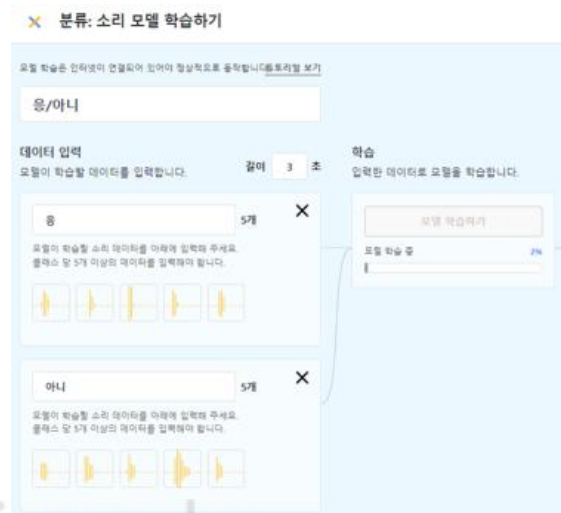 분류: 소리 모델 학습하기
모델 학습은 인터넷이 연결되어 있어야 정상적으로 동작합니다.
튜토리얼 보기
응/아니
데이터 입력
모델이 학습할 데이터를 입력합니다.
길이 3 초
응
5개
모델이 학습할 소리 데이터를 아래에 입력해 주세요.
클래스 당 5개 이상의 데이터를 입력해야 합니다.
아니
5개
모델이 학습할 소리 데이터를 아래에 입력해 주세요.
클래스 당 5개 이상의 데이터를 입력해야 합니다.
학습
입력한 데이터로 모델을 학습합니다.
모델 학습하기
모델 학습 중
2%